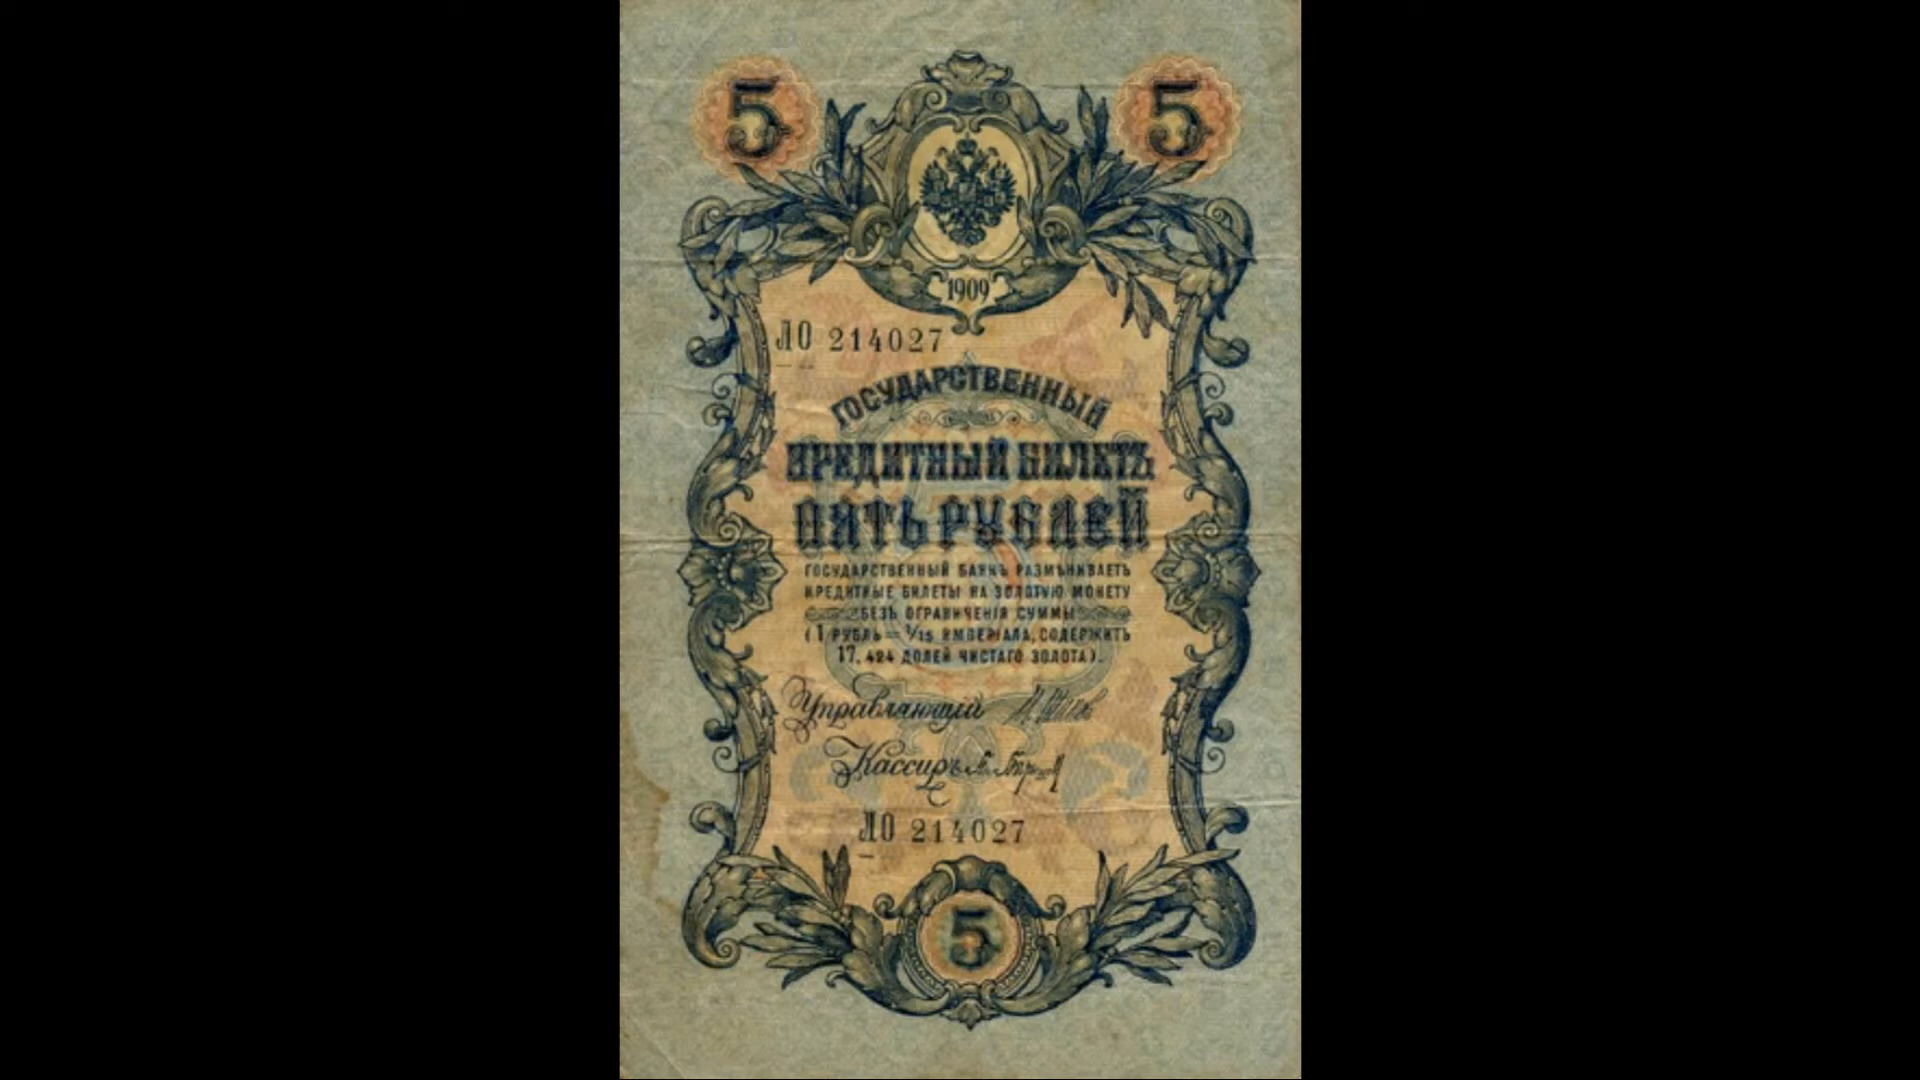 5 5
1909
ЛО 214027
ГОСУДАРСТВЕННЫЙ
КРЕДИТНЫЙ БИЛЕТЪ
ПЯТЬ РУБЛЕЙ
ГОСУДАРСТВЕННЫЙ БАНКЪ РАЗМѢНИВАЕТЪ
КРЕДИТНЫЕ БИЛЕТЫ НА ЗОЛОТУЮ МОНЕТУ
БЕЗЪ ОГРАНИЧЕНІЯ СУММЫ
(1 РУБЛЬ = 1/15 ИМПЕРІАЛА, СОДЕРЖИТЪ
17,424 ДОЛЕЙ ЧИСТАГО ЗОЛОТА).
Управляющій
Кассиръ
ЛО 214027
5